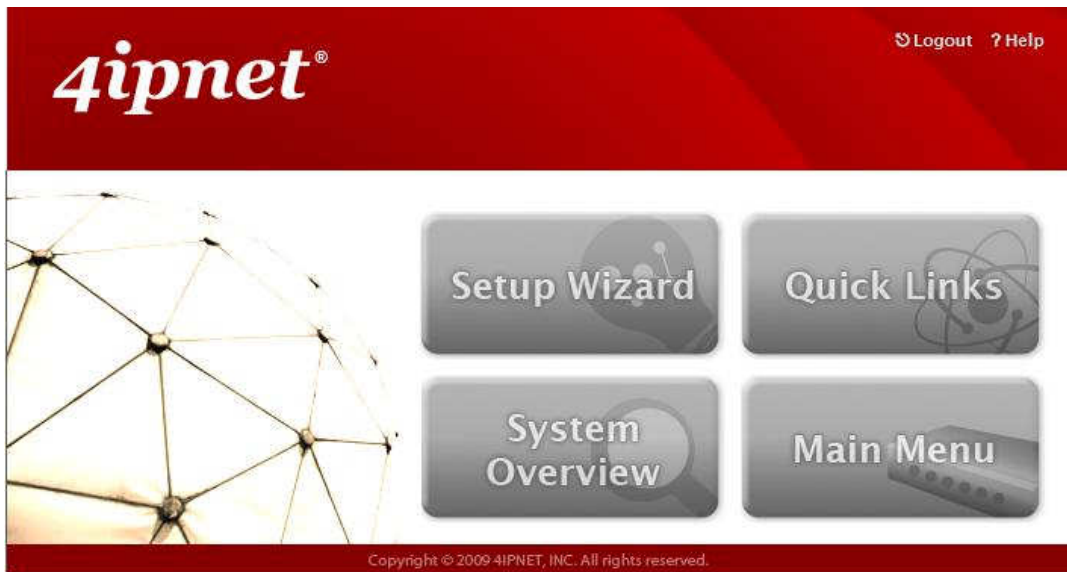 4ipnet®
Logout ? Help
Setup Wizard
Quick Links
System
Overview
Main Menu
Copyright © 2009 4IPNET, INC. All rights reserved.